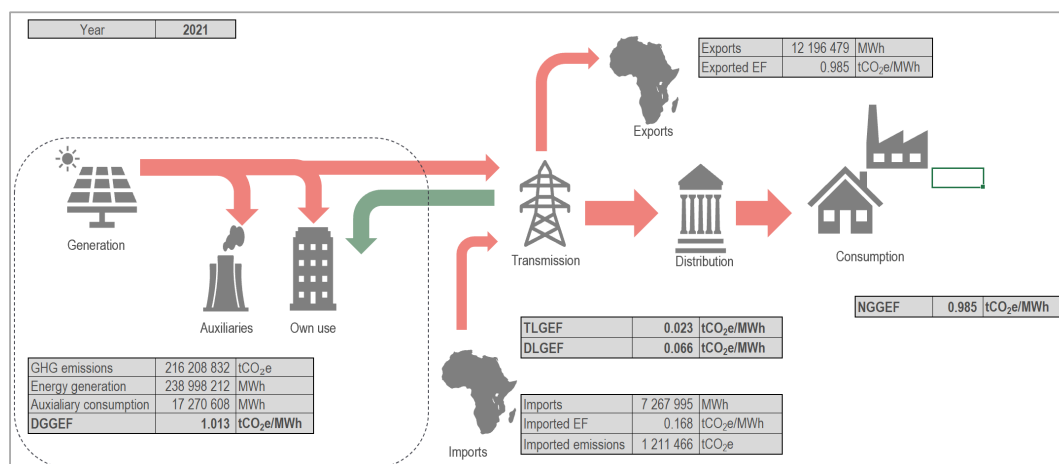 Year 2021
Exports 12 196 479 MWh
Exported EF 0.985 tCO₂e/MWh
Exports
Generation
Transmission
Distribution
Consumption
Auxiliaries
Own use
NGGEF 0.985 tCO₂e/MWh
TLGEF 0.023 tCO₂e/MWh
DLGEF 0.066 tCO₂e/MWh
GHG emissions 216 208 832 tCO₂e
Energy generation 238 998 212 MWh
Auxialiary consumption 17 270 608 MWh
DGGEF 1.013 tCO₂e/MWh
Imports
Imports 7 267 995 MWh
Imported EF 0.168 tCO₂e/MWh
Imported emissions 1 211 466 tCO₂e